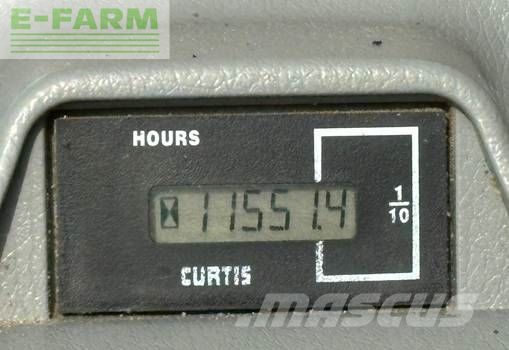 E-FARM
HOURS
11551.4
1/10
CURTIS
MASCUS